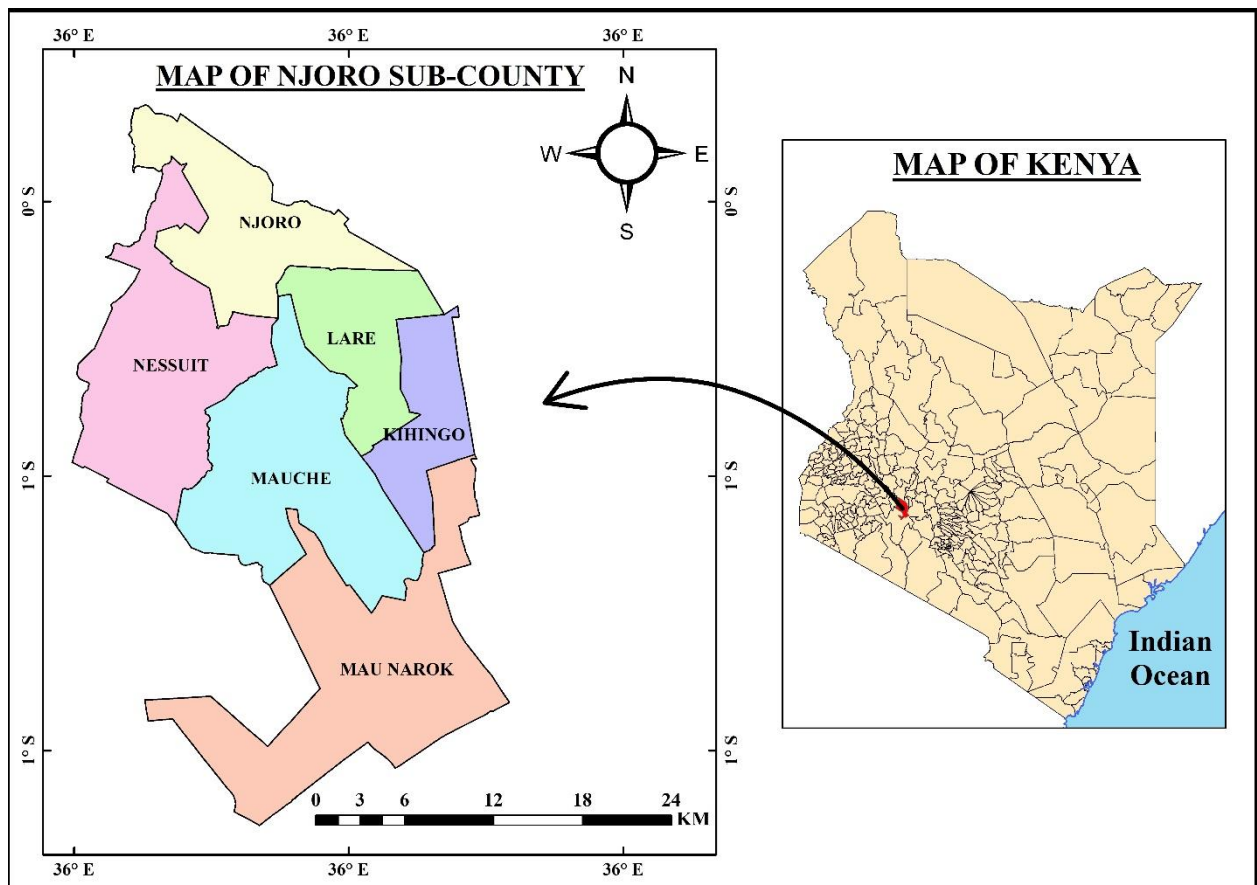 36° E
36° E
36° E
MAP OF NJORO SUB-COUNTY
N
W
E
S
0° S
0° S
1° S
1° S
1° S
1° S
NJORO
LARE
NESSUIT
KIHINGO
MAUCHE
MAU NAROK
0 3 6 12 18 24
KM
36° E
36° E
36° E
MAP OF KENYA
Indian
Ocean